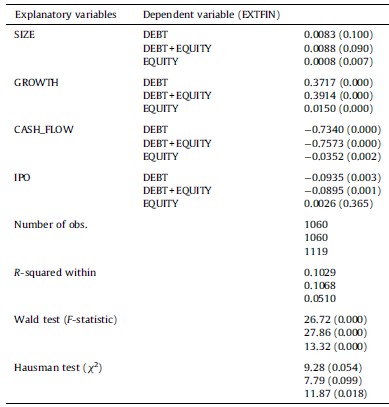 Explanatory variables Dependent variable (EXTFIN)
SIZE DEBT 0.0083 (0.100)
DEBT+EQUITY 0.0088 (0.090)
EQUITY 0.0008 (0.007)
GROWTH DEBT 0.3717 (0.000)
DEBT+EQUITY 0.3914 (0.000)
EQUITY 0.0150 (0.000)
CASH_FLOW DEBT −0.7340 (0.000)
DEBT+EQUITY −0.7573 (0.000)
EQUITY −0.0352 (0.002)
IPO DEBT −0.0935 (0.003)
DEBT+EQUITY −0.0895 (0.001)
EQUITY 0.0026 (0.365)
Number of obs. 1060
1060
1119
R-squared within 0.1029
0.1068
0.0510
Wald test (F-statistic) 26.72 (0.000)
27.86 (0.000)
13.32 (0.000)
Hausman test (χ²) 9.28 (0.054)
7.79 (0.099)
11.87 (0.018)